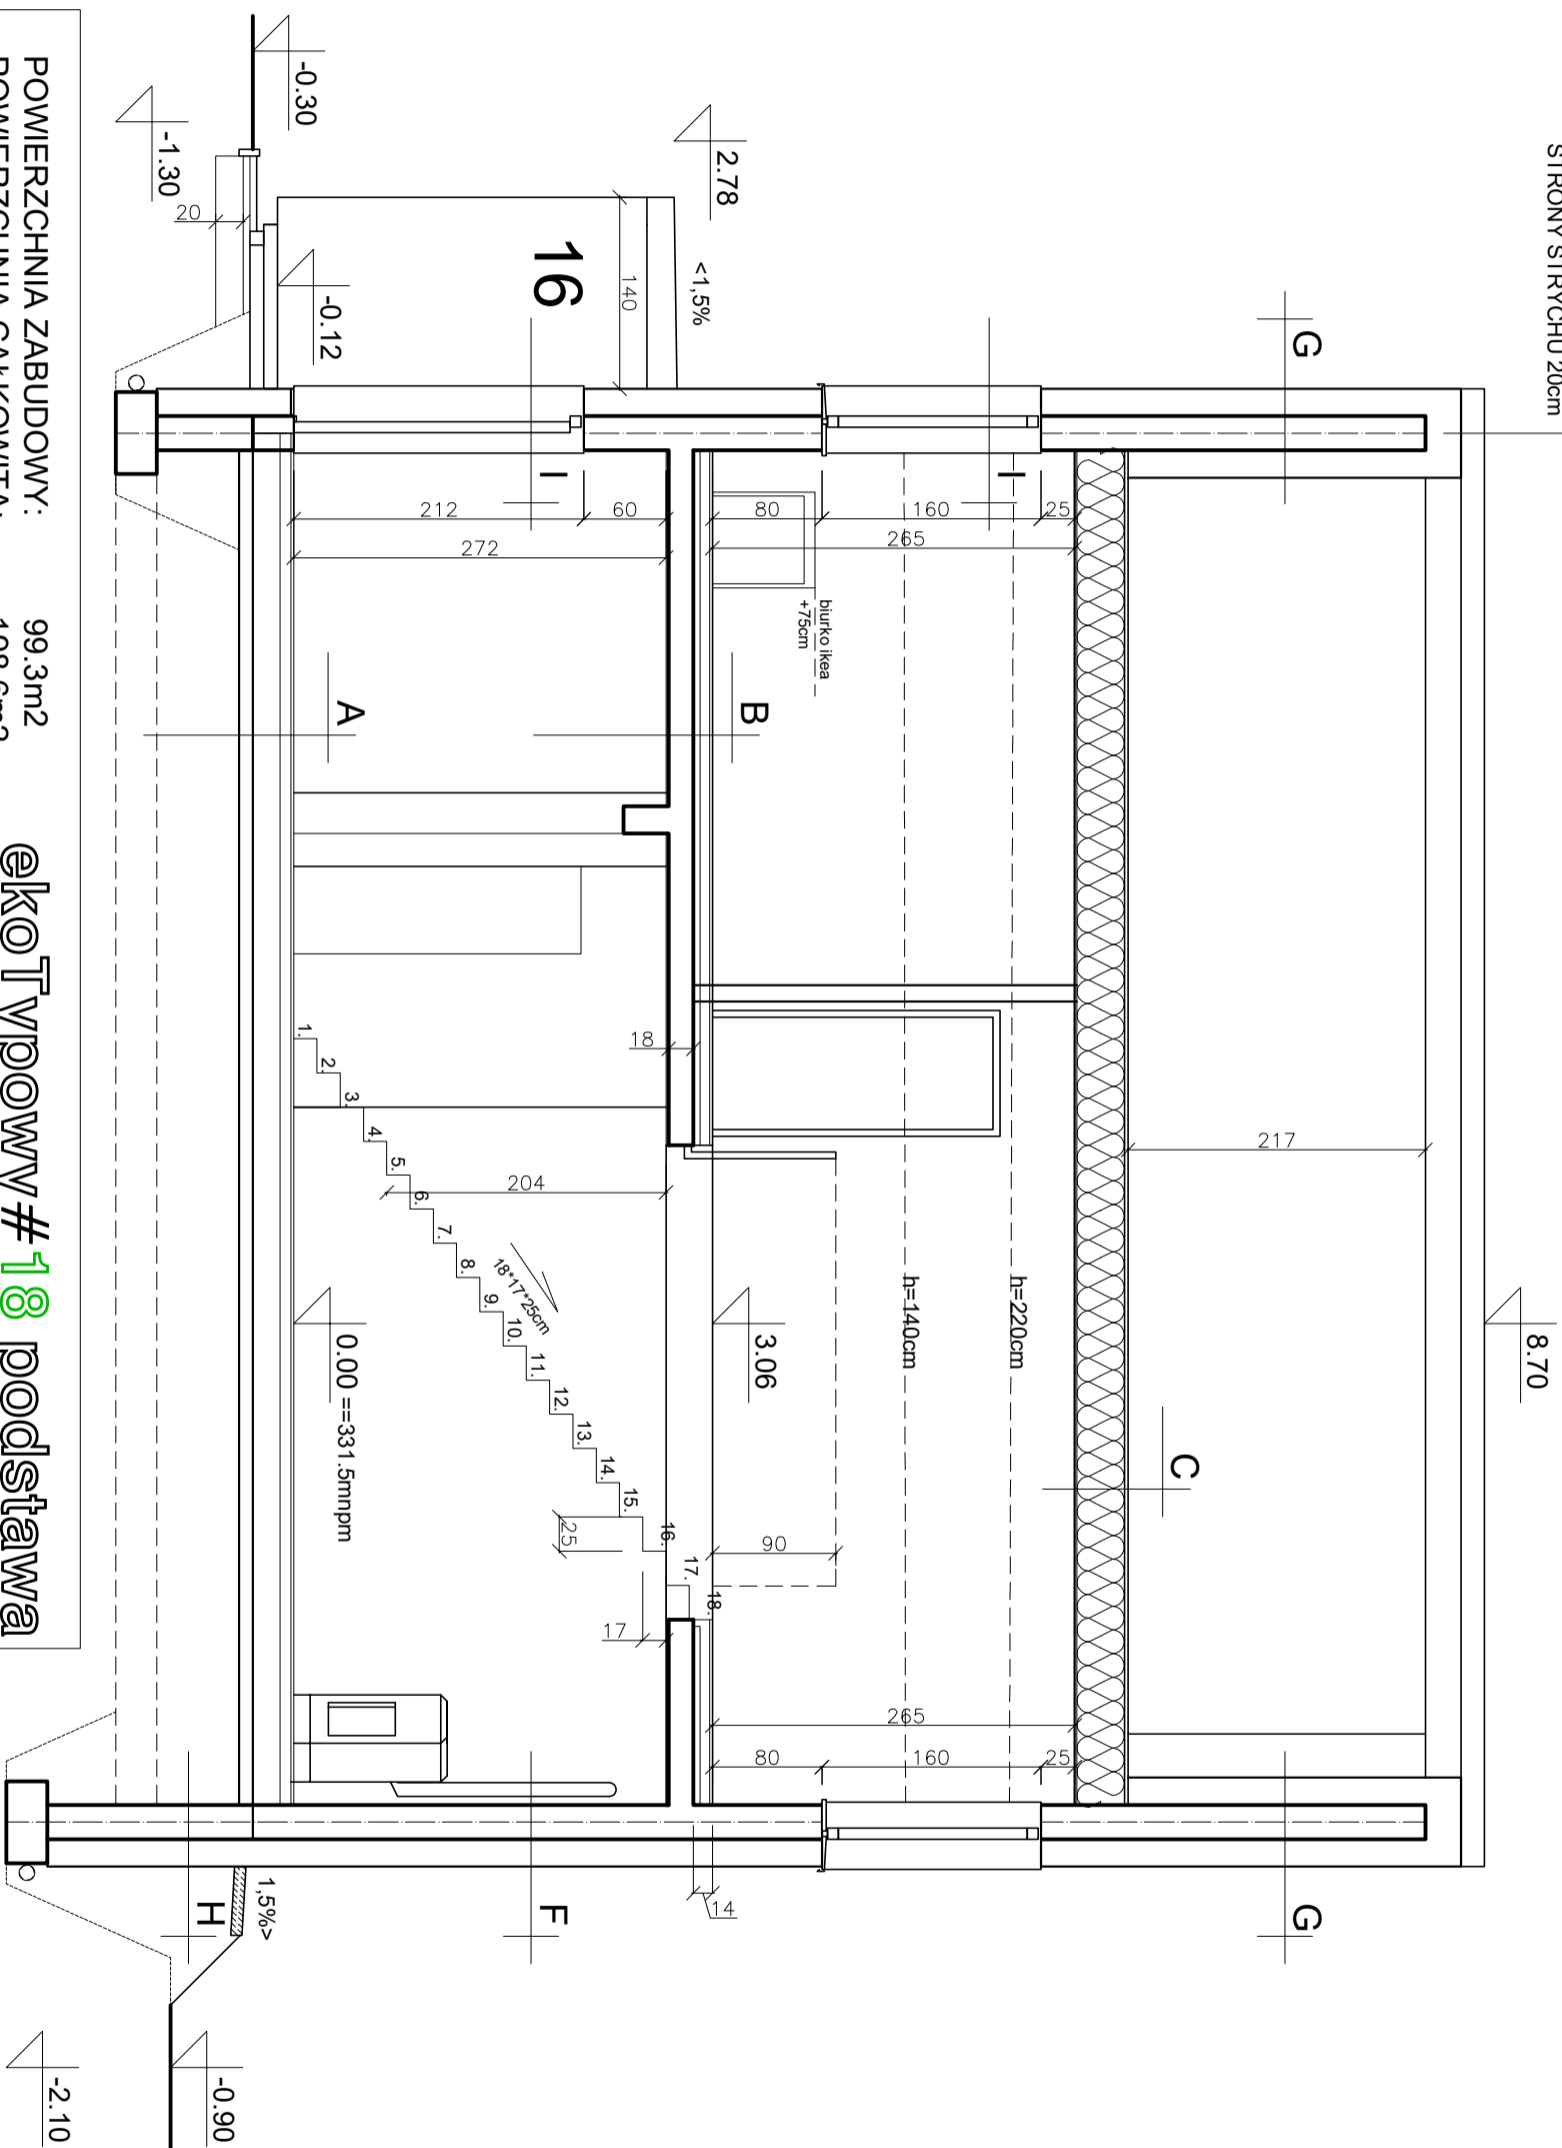 STRONY STRYCHU 20cm
8.70
G
G
C
217
h=220cm
h=140cm
I
I
25
160
80
265
25
160
80
265
biurko ikea
+75cm
90
3.06
B
14
2.78
<1,5%
140
16
60
212
272
18
204
18*17*25cm
1.
2.
3.
4.
5.
6.
7.
8.
9.
10.
11.
12.
13.
14.
15.
16.
17.
18.
25
17
F
A
0.00 ==331.5mnpm
-0.12
-0.30
20
-1.30
1,5%>
H
-0.90
-2.10
POWIERZCHNIA ZABUDOWY: 99.3m2
POWIERZCHNIA CAŁKOWITA: 198.6m2
ekoTypowy#18 podstawa